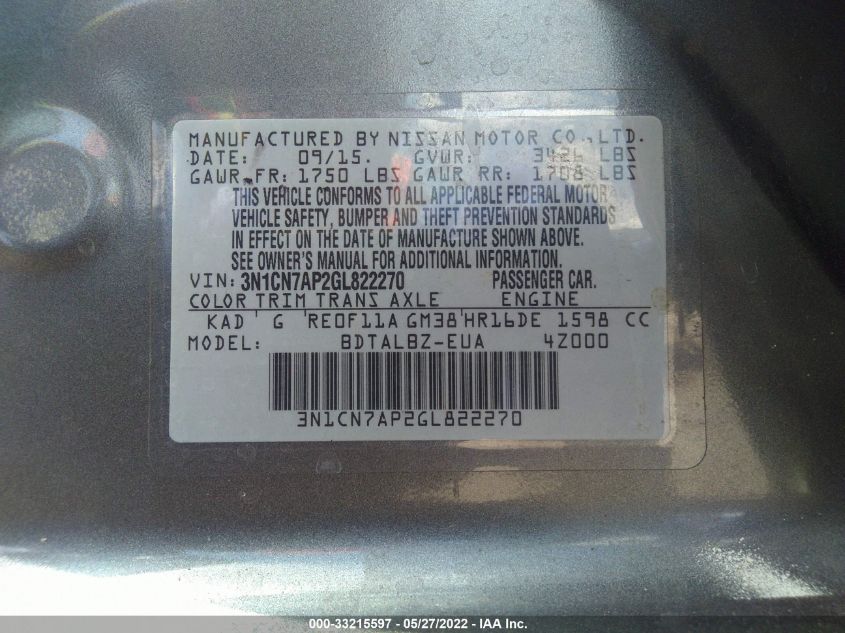 MANUFACTURED BY NISSAN MOTOR CO.,LTD.
DATE: 09/15. GVWR: 3426 LBS
GAWR FR: 1750 LBS GAWR RR: 1708 LBS
THIS VEHICLE CONFORMS TO ALL APPLICABLE FEDERAL MOTOR
VEHICLE SAFETY, BUMPER AND THEFT PREVENTION STANDARDS
IN EFFECT ON THE DATE OF MANUFACTURE SHOWN ABOVE.
SEE OWNER'S MANUAL FOR ADDITIONAL INFORMATION.
VIN: 3N1CN7AP2GL822270 PASSENGER CAR.
COLOR TRIM TRANS AXLE ENGINE
KAD G RE0F11A GM38 HR16DE 1598 CC
MODEL: BDTALBZ-EUA 4Z000
3N1CN7AP2GL822270
000-33215597 - 05/27/2022 - IAA Inc.